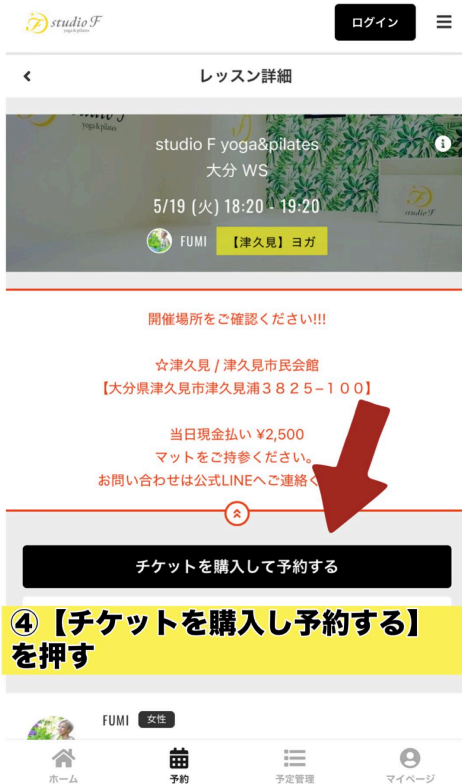 studio F
yoga&pilates
ログイン
レッスン詳細
yoga&pilates
studio F yoga&pilates
大分 WS
5/19 (火) 18:20 - 19:20
FUMI 【津久見】ヨガ
studio F
開催場所をご確認ください!!!
☆津久見 / 津久見市民会館
【大分県津久見市津久見浦３８２５−１００】
当日現金払い ¥2,500
マットをご持参ください。
お問い合わせは公式LINEへご連絡く
チケットを購入して予約する
④【チケットを購入し予約する】
を押す
FUMI 女性
ホーム 予約 予定管理 マイページ